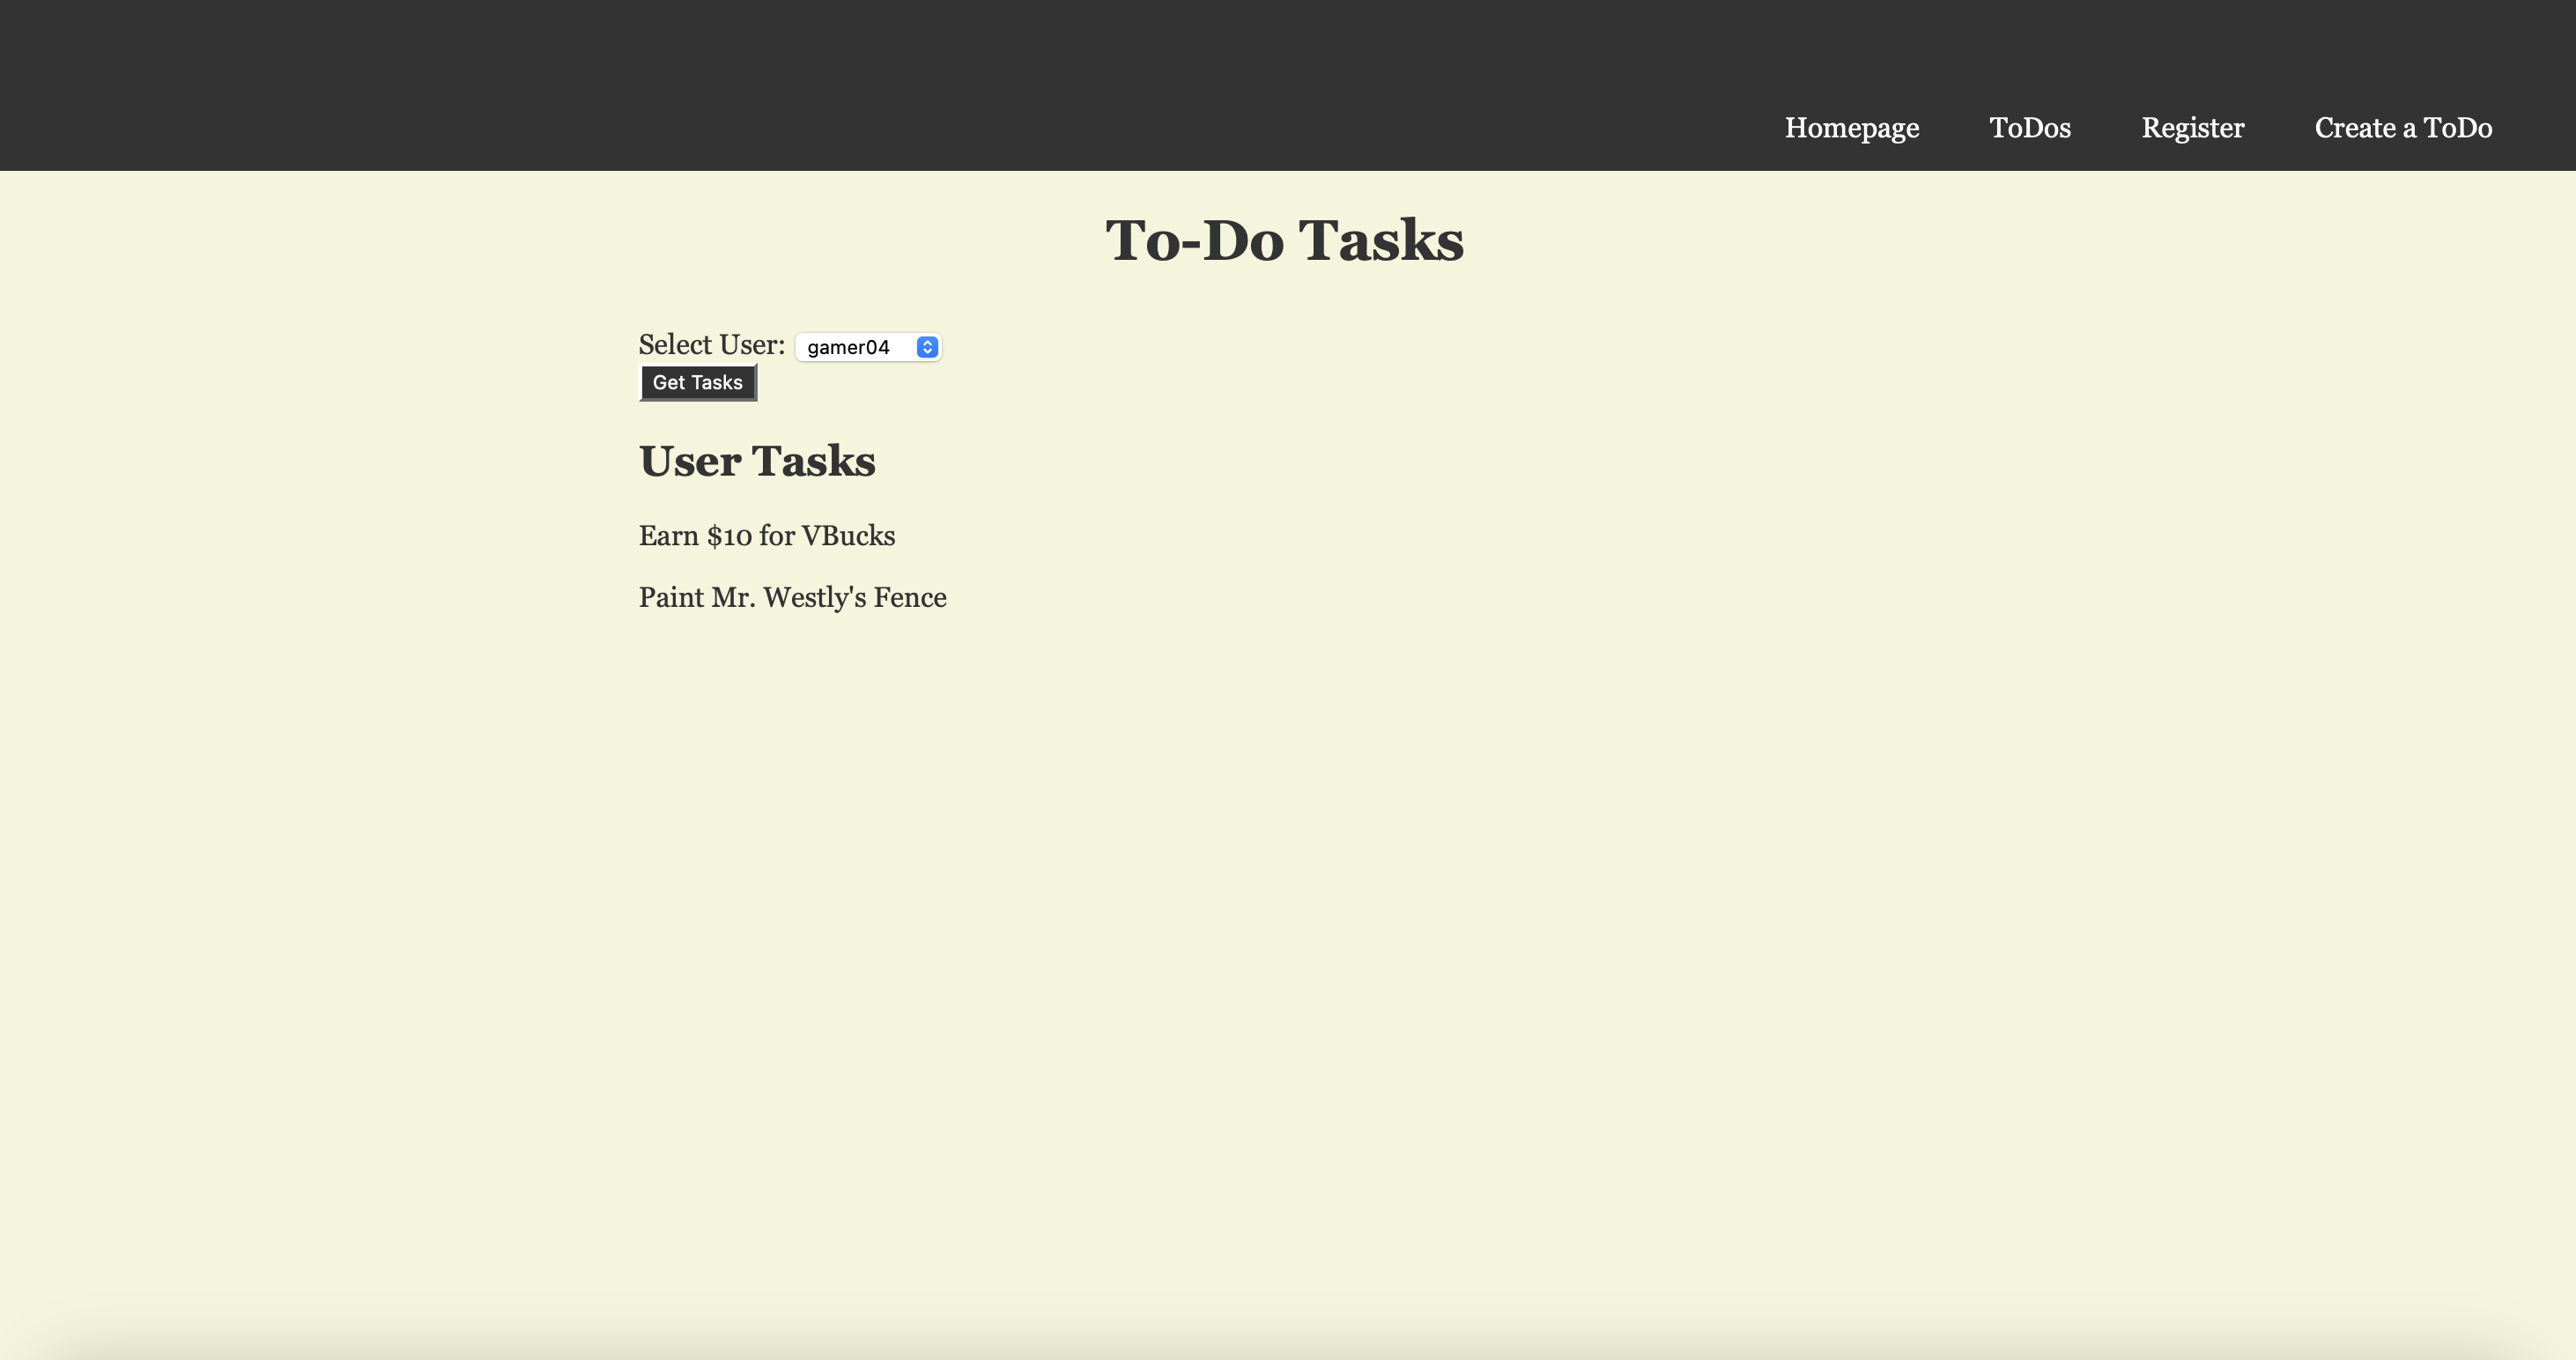 Homepage ToDos Register Create a ToDo
To-Do Tasks
Select User: gamer04
Get Tasks
User Tasks
Earn $10 for VBucks
Paint Mr. Westly's Fence